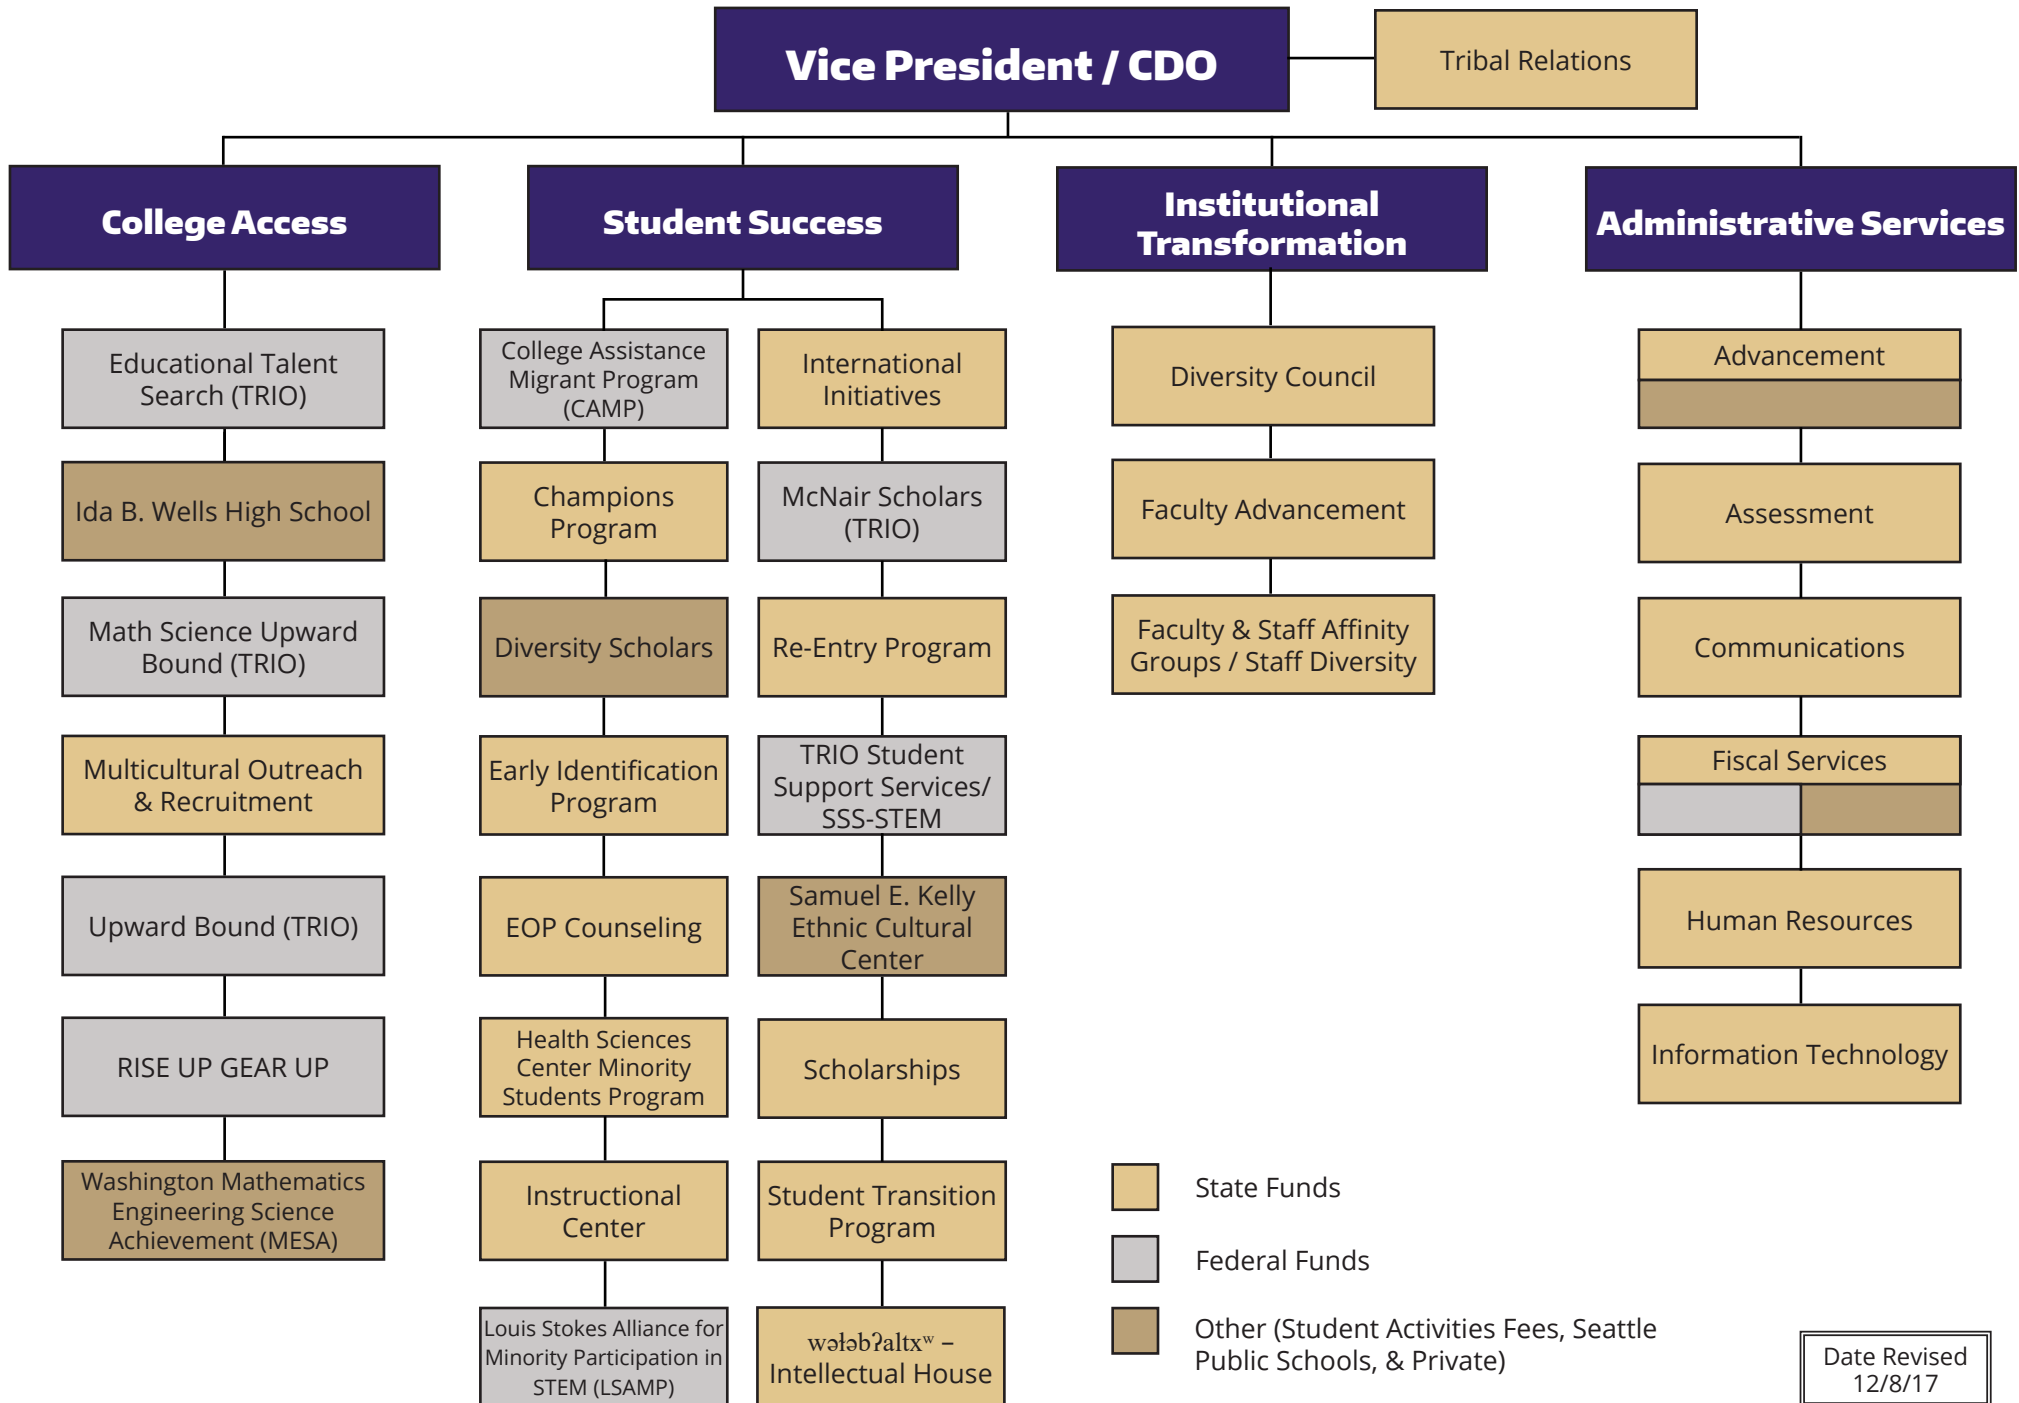 Vice President / CDO
Tribal Relations
College Access
Student Success
Institutional
Transformation
Administrative Services
Educational Talent
Search (TRIO)
Ida B. Wells High School
Math Science Upward
Bound (TRIO)
Multicultural Outreach
& Recruitment
Upward Bound (TRIO)
RISE UP GEAR UP
Washington Mathematics
Engineering Science
Achievement (MESA)
College Assistance
Migrant Program
(CAMP)
Champions
Program
Diversity Scholars
Early Identification
Program
EOP Counseling
Health Sciences
Center Minority
Students Program
Instructional
Center
Louis Stokes Alliance for
Minority Participation in
STEM (LSAMP)
International
Initiatives
McNair Scholars
(TRIO)
Re-Entry Program
TRIO Student
Support Services/
SSS-STEM
Samuel E. Kelly
Ethnic Cultural
Center
Scholarships
Student Transition
Program
wəɫəbʔaltxʷ –
Intellectual House
Diversity Council
Faculty Advancement
Faculty & Staff Affinity
Groups / Staff Diversity
Advancement
Assessment
Communications
Fiscal Services
Human Resources
Information Technology
State Funds
Federal Funds
Other (Student Activities Fees, Seattle
Public Schools, & Private)
Date Revised
12/8/17